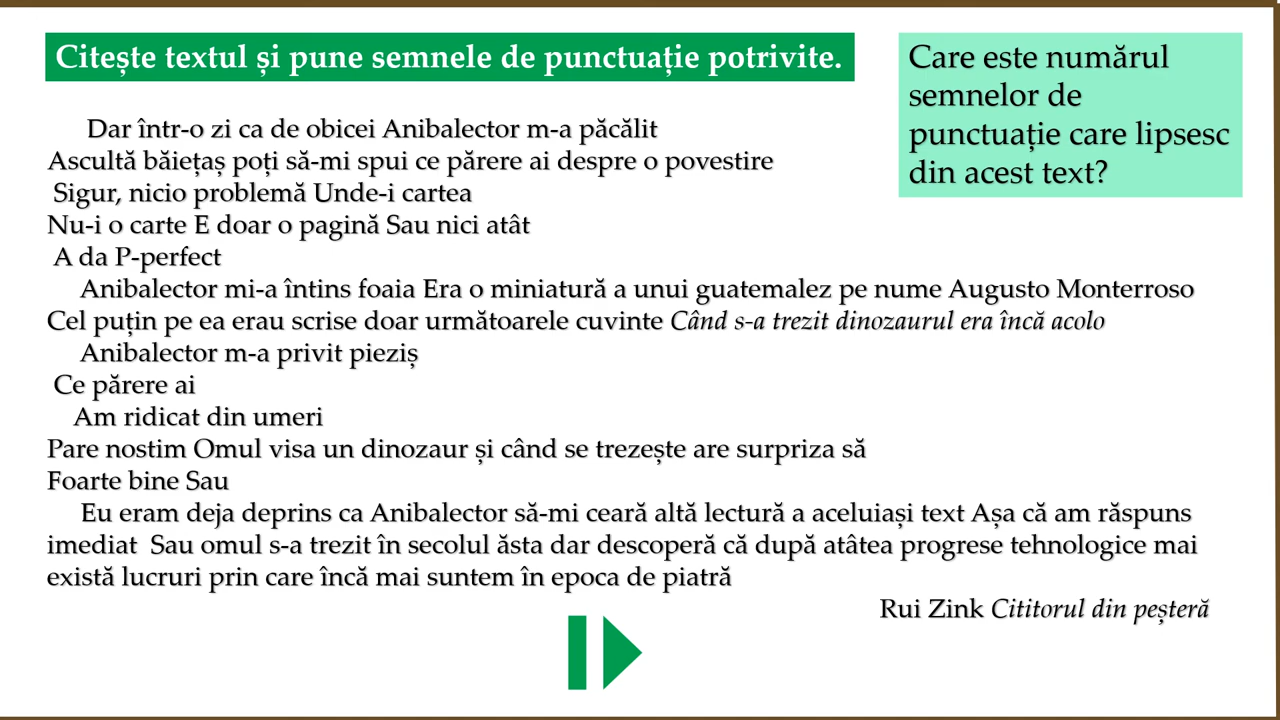 Citește textul și pune semnele de punctuație potrivite.
Care este numărul
semnelor de
punctuație care lipsesc
din acest text?
Dar într-o zi ca de obicei Anibalector m-a păcălit
Ascultă băiețaș poți să-mi spui ce părere ai despre o povestire
Sigur, nicio problemă Unde-i cartea
Nu-i o carte E doar o pagină Sau nici atât
A da P-perfect
Anibalector mi-a întins foaia Era o miniatură a unui guatemalez pe nume Augusto Monterroso
Cel puțin pe ea erau scrise doar următoarele cuvinte Când s-a trezit dinozaurul era încă acolo
Anibalector m-a privit pieziș
Ce părere ai
Am ridicat din umeri
Pare nostim Omul visa un dinozaur și când se trezește are surpriza să
Foarte bine Sau
Eu eram deja deprins ca Anibalector să-mi ceară altă lectură a aceluiași text Așa că am răspuns
imediat Sau omul s-a trezit în secolul ăsta dar descoperă că după atâtea progrese tehnologice mai
există lucruri prin care încă mai suntem în epoca de piatră
Rui Zink Cititorul din peșteră